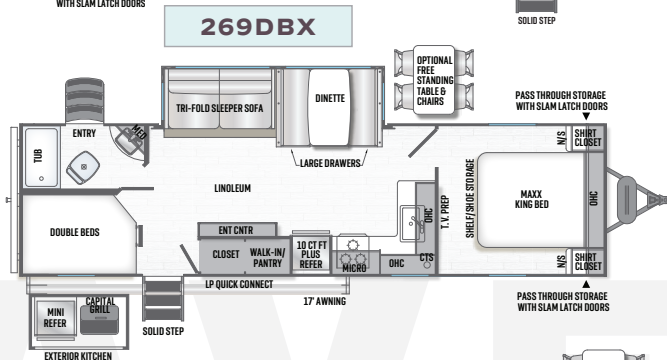 WITH SLAM LATCH DOORS
269DBX
SOLID STEP
OPTIONAL
FREE
STANDING
TABLE &
CHAIRS
PASS THROUGH STORAGE
WITH SLAM LATCH DOORS
TRI-FOLD SLEEPER SOFA
DINETTE
ENTRY
MED
TUB
LARGE DRAWERS
N/S
SHIRT
CLOSET
LINOLEUM
SHELF/SHOE STORAGE
MAXX
KING BED
OHC
T.V. PREP
OHC
DOUBLE BEDS
ENT CNTR
CLOSET
WALK-IN/
PANTRY
10 CT FT
PLUS
REFER
MICRO
OHC
CTS
N/S
SHIRT
CLOSET
LP QUICK CONNECT
17' AWNING
PASS THROUGH STORAGE
WITH SLAM LATCH DOORS
MINI
REFER
CAPITAL
GRILL
SOLID STEP
EXTERIOR KITCHEN